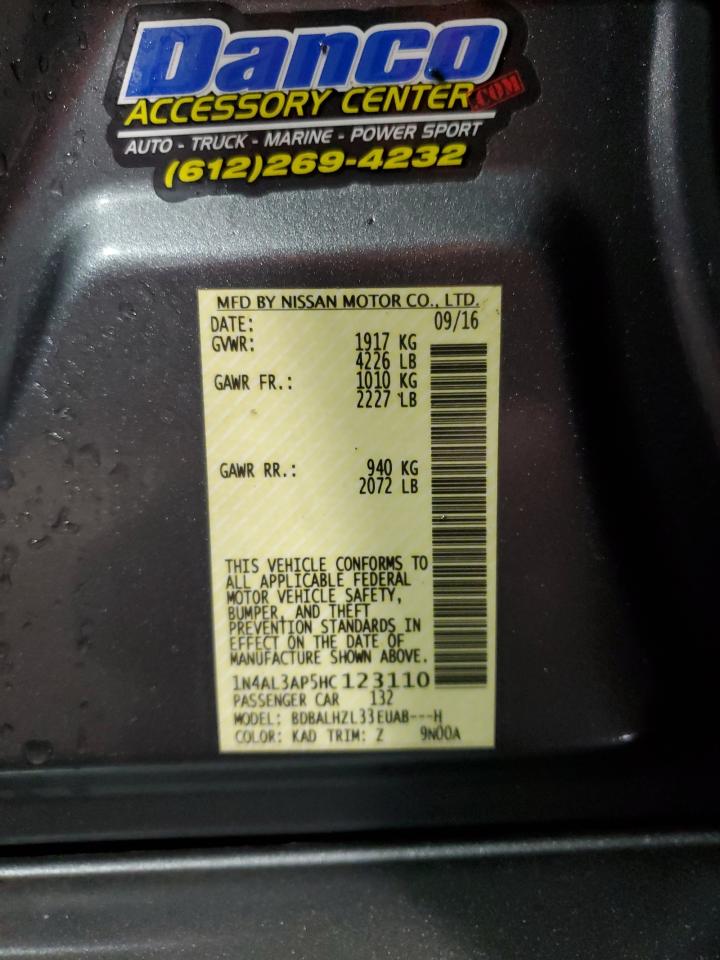 Danco
ACCESSORY CENTER.COM
AUTO - TRUCK - MARINE - POWER SPORT
(612)269-4232
MFD BY NISSAN MOTOR CO., LTD.
DATE: 09/16
GVWR: 1917 KG
4226 LB
GAWR FR.: 1010 KG
2227 LB
GAWR RR.: 940 KG
2072 LB
THIS VEHICLE CONFORMS TO
ALL APPLICABLE FEDERAL
MOTOR VEHICLE SAFETY,
BUMPER, AND THEFT
PREVENTION STANDARDS IN
EFFECT ON THE DATE OF
MANUFACTURE SHOWN ABOVE.
1N4AL3AP5HC123110
PASSENGER CAR 132
MODEL: BDBALHZL33EUAB---H
COLOR: KAD TRIM: Z 9N00A